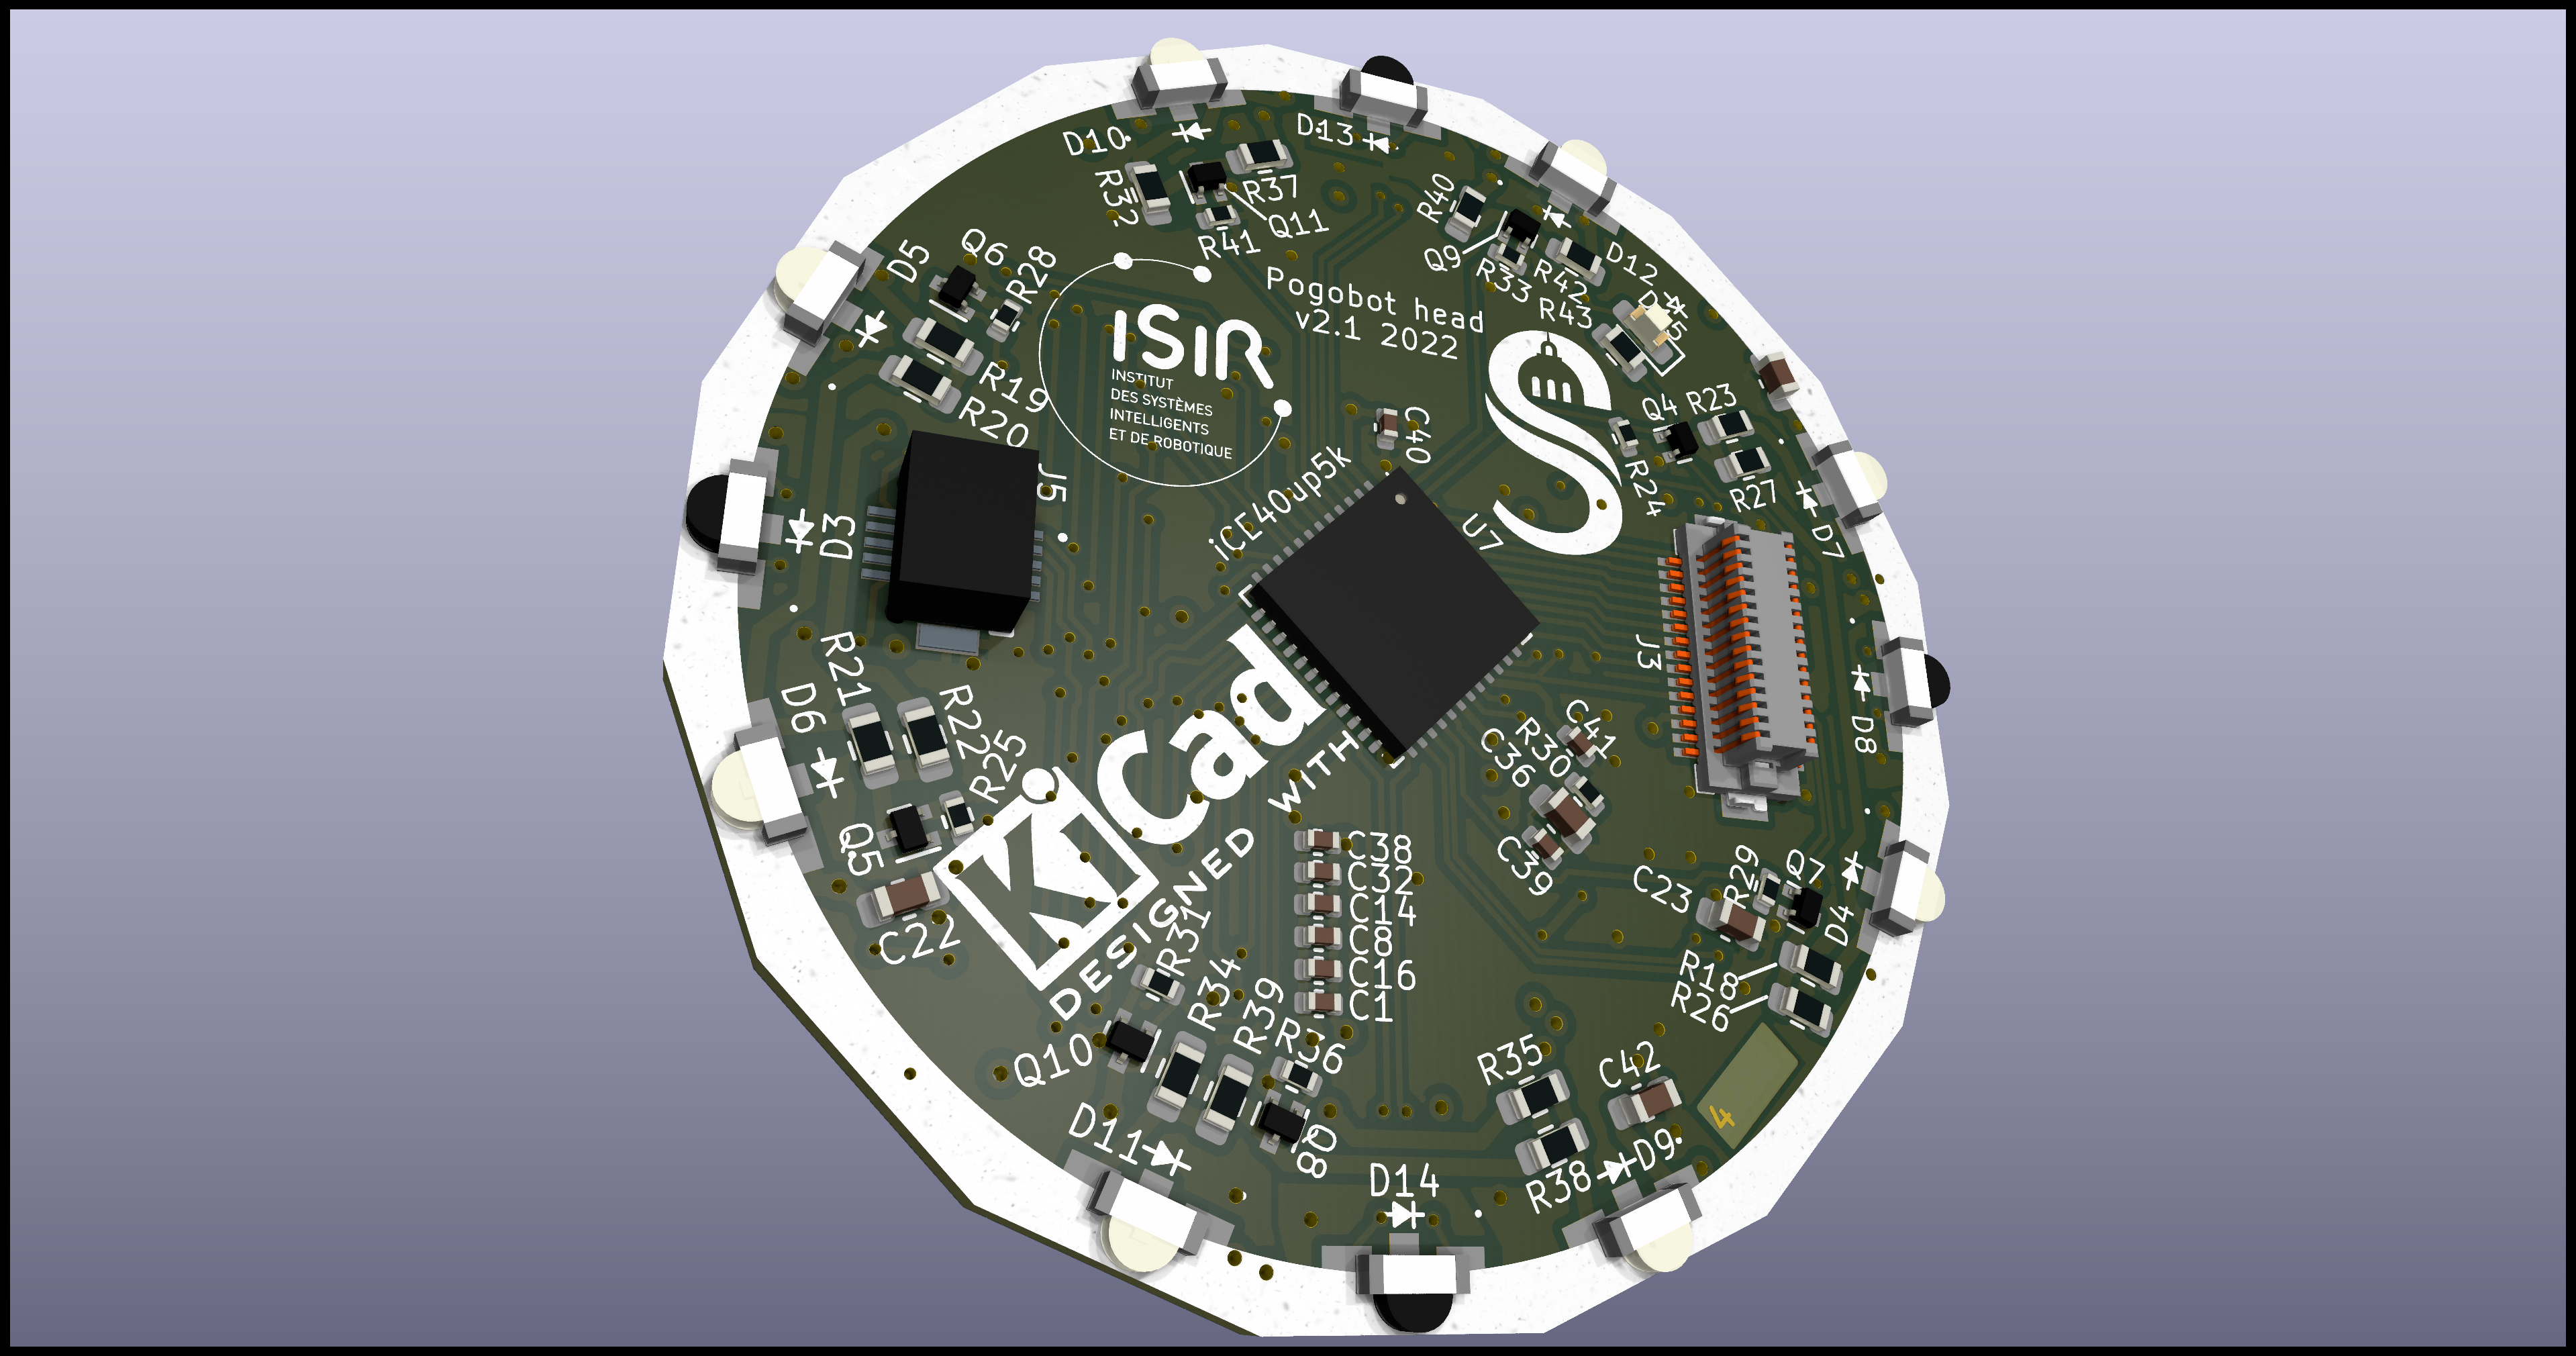 D10
D13
R32
R37
Q11
R41
R40
Q9
R33
R42
D12
R43
D5
Q6
R28
R19
R20
ISIR
INSTITUT
DES SYSTÈMES
INTELLIGENTS
ET DE ROBOTIQUE
Pogobot head
v2.1 2022
C40
iCE40up5k
U7
Q4
R23
R24
R27
D7
J5
D3
J3
D8
R21
D6
R22
R25
Q5
C22
KiCad
DESIGNED WITH
C41
R30
C36
C39
C38
C32
C14
C8
C16
C1
C23
R29
Q7
D4
R18
R26
R31
R34
R39
R36
Q10
Q8
D11
D14
R35
C42
R38
D9
4